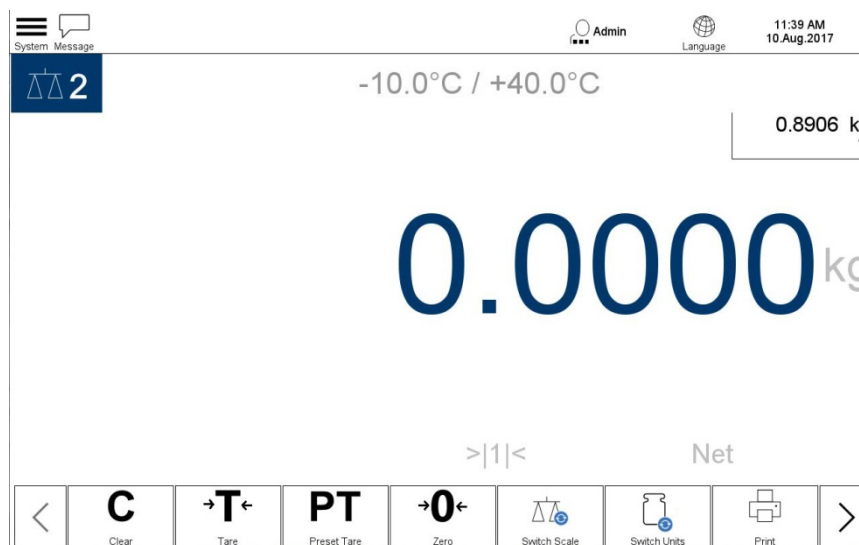 System Message
Admin
Language
11:39 AM
10.Aug.2017
2
-10.0°C / +40.0°C
0.8906 k
0.0000 kg
>|1|< Net
C
Clear
→T←
Tare
PT
Preset Tare
→0←
Zero
Switch Scale
Switch Units
Print